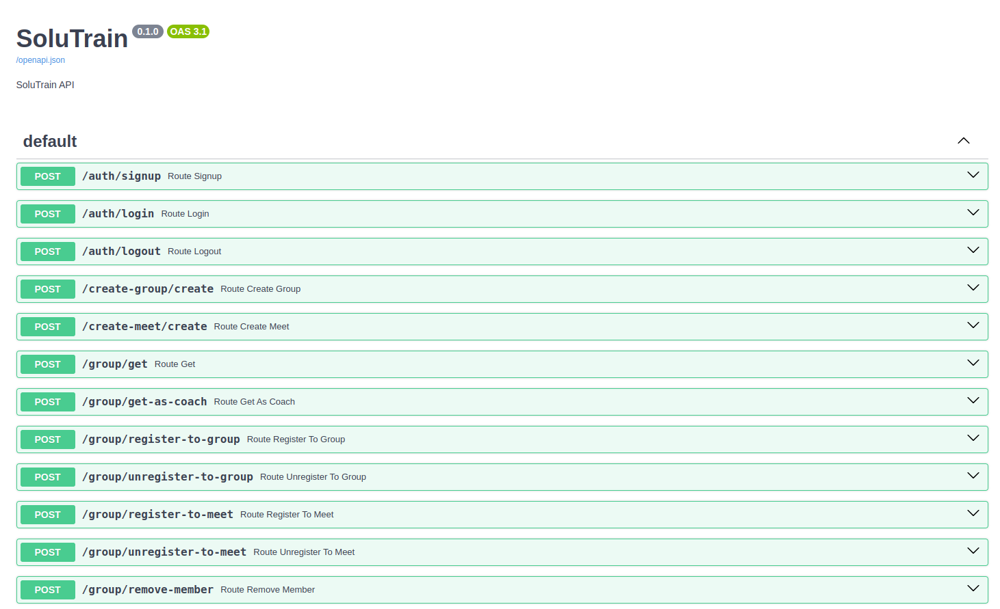 SoluTrain 0.1.0 OAS 3.1
/openapi.json
SoluTrain API
default
POST /auth/signup Route Signup
POST /auth/login Route Login
POST /auth/logout Route Logout
POST /create-group/create Route Create Group
POST /create-meet/create Route Create Meet
POST /group/get Route Get
POST /group/get-as-coach Route Get As Coach
POST /group/register-to-group Route Register To Group
POST /group/unregister-to-group Route Unregister To Group
POST /group/register-to-meet Route Register To Meet
POST /group/unregister-to-meet Route Unregister To Meet
POST /group/remove-member Route Remove Member